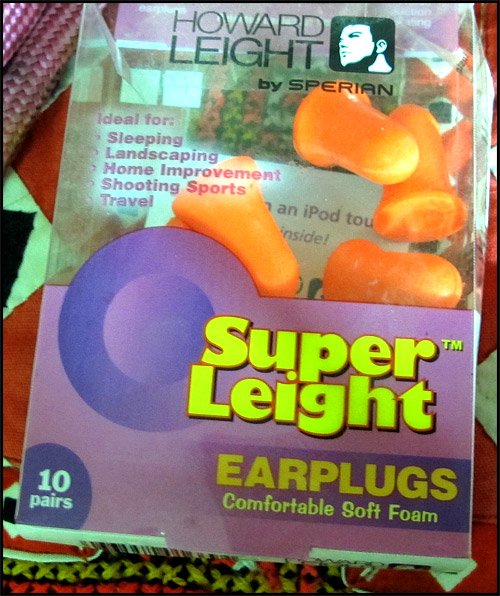 HOWARD
LEIGHT
by SPERIAN
Ideal for:
Sleeping
Landscaping
Home Improvement
Shooting Sports
Travel
an iPod tou
inside!
Super™
Leight
EARPLUGS
Comfortable Soft Foam
10
pairs